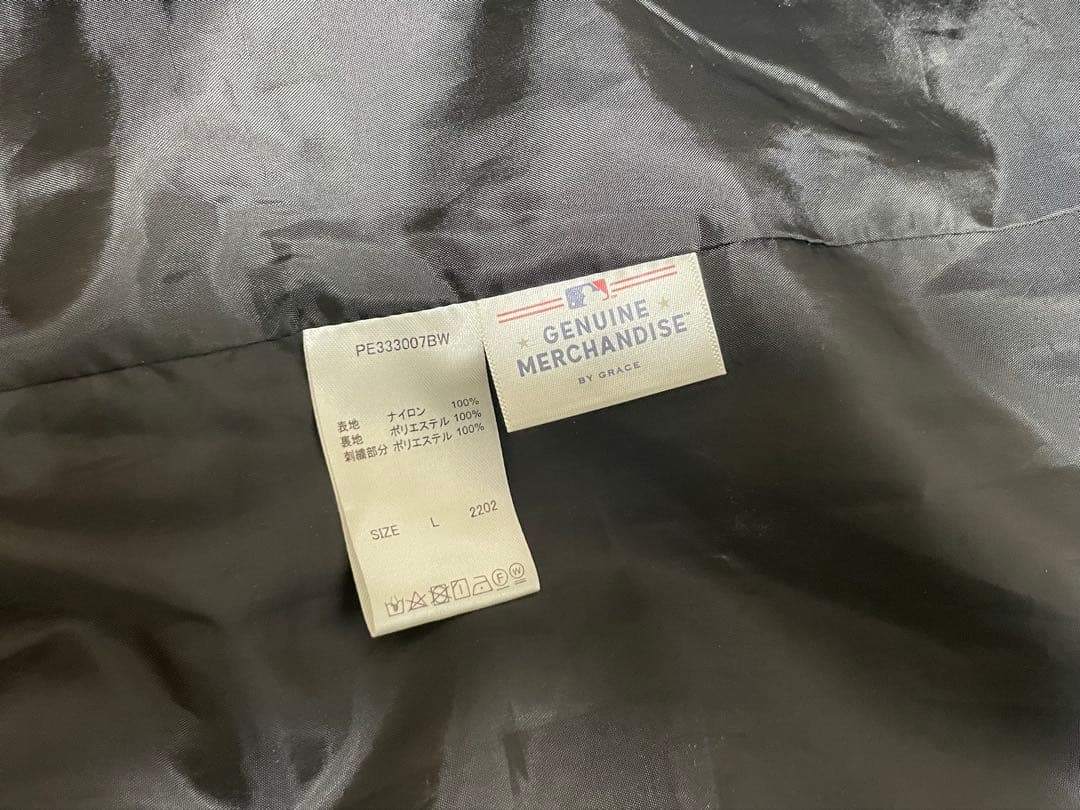 PE333007BW
表地 ナイロン 100%
裏地 ポリエステル 100%
刺繍部分 ポリエステル 100%
SIZE L 2202
F W
GENUINE
MERCHANDISE™
BY GRACE